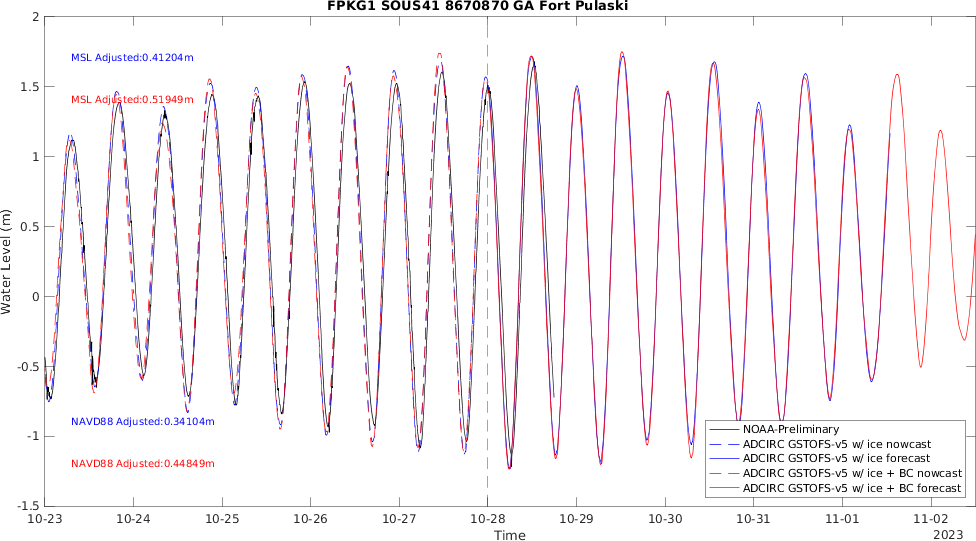 FPKG1 SOUS41 8670870 GA Fort Pulaski
2
1.5
1
0.5
0
-0.5
-1
-1.5
Water Level (m)
MSL Adjusted:0.41204m
MSL Adjusted:0.51949m
NAVD88 Adjusted:0.34104m
NAVD88 Adjusted:0.44849m
NOAA-Preliminary
ADCIRC GSTOFS-v5 w/ ice nowcast
ADCIRC GSTOFS-v5 w/ ice forecast
ADCIRC GSTOFS-v5 w/ ice + BC nowcast
ADCIRC GSTOFS-v5 w/ ice + BC forecast
10-23 10-24 10-25 10-26 10-27 10-28 10-29 10-30 10-31 11-01 11-02
Time
2023